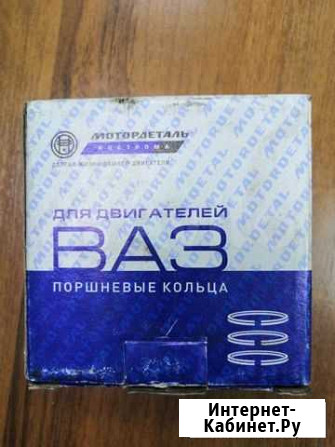 МОТОРДЕТАЛЬ
КОСТРОМА
ДЛЯ ДВИГАТЕЛЕЙ
ВАЗ
ПОРШНЕВЫЕ КОЛЬЦА
Интернет-
Кабинет.Ру